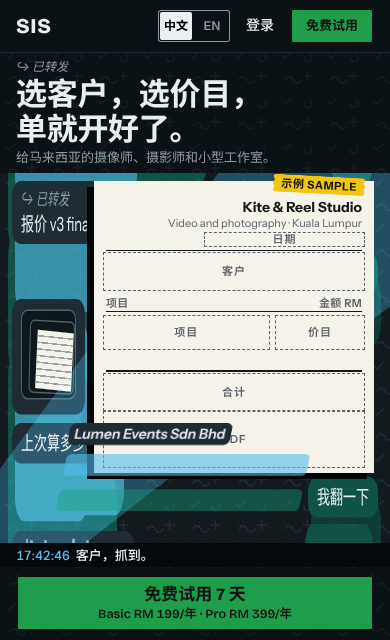 SIS
中文 EN 登录 免费试用
已转发
选客户，选价目，
单就开好了。
给马来西亚的摄像师、摄影师和小型工作室。
已转发
报价 v3 fina
示例 SAMPLE
Kite & Reel Studio
Video and photography · Kuala Lumpur
日期
客户
项目 金额 RM
项目 价目
合计
上次算多
Lumen Events Sdn Bhd
DF
我翻一下
17:42:46 客户，抓到。
免费试用 7 天
Basic RM 199/年 · Pro RM 399/年